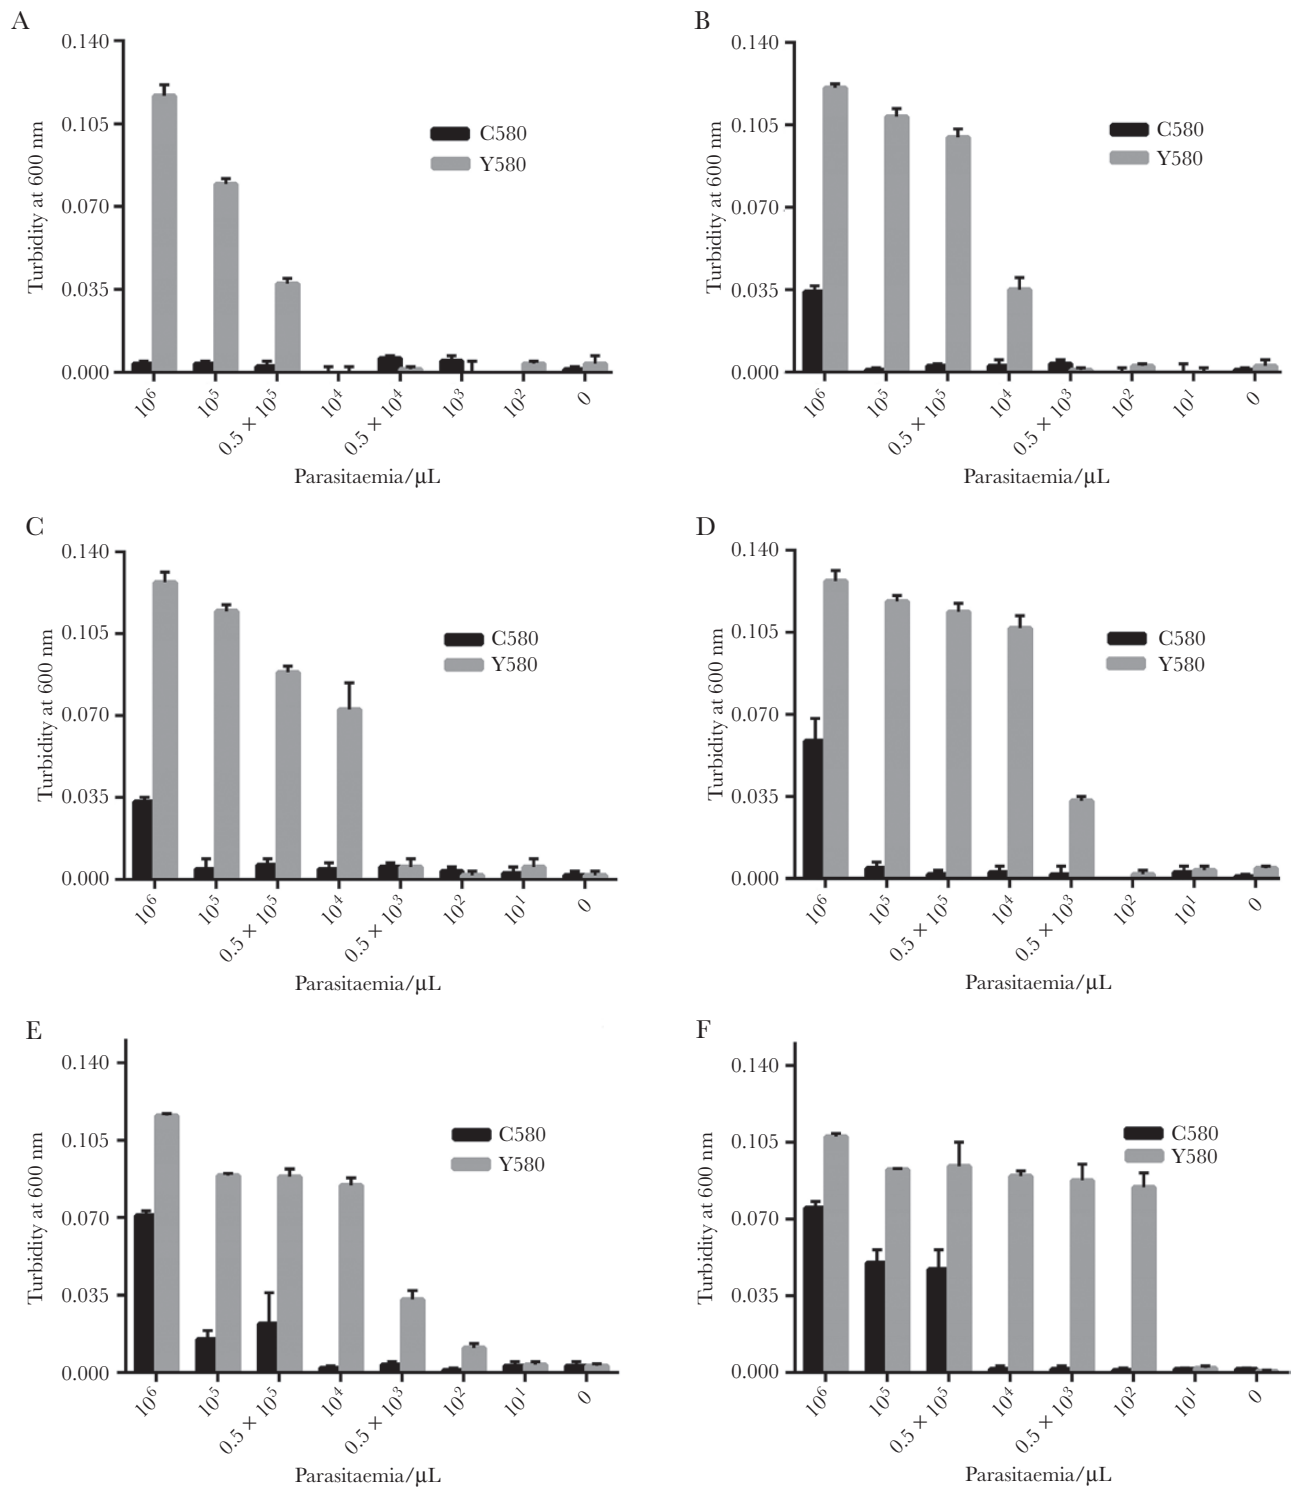 A
Turbidity at 600 nm
0.140
0.105
0.070
0.035
0.000
C580
Y580
10⁶
10⁵
0.5 × 10⁵
10⁴
0.5 × 10⁴
10³
10²
0
Parasitaemia/μL
B
Turbidity at 600 nm
0.140
0.105
0.070
0.035
0.000
C580
Y580
10⁶
10⁵
0.5 × 10⁵
10⁴
0.5 × 10³
10²
10¹
0
Parasitaemia/μL
C
Turbidity at 600 nm
0.140
0.105
0.070
0.035
0.000
C580
Y580
10⁶
10⁵
0.5 × 10⁵
10⁴
0.5 × 10³
10²
10¹
0
Parasitaemia/μL
D
Turbidity at 600 nm
0.140
0.105
0.070
0.035
0.000
C580
Y580
10⁶
10⁵
0.5 × 10⁵
10⁴
0.5 × 10³
10²
10¹
0
Parasitaemia/μL
E
Turbidity at 600 nm
0.140
0.105
0.070
0.035
0.000
C580
Y580
10⁶
10⁵
0.5 × 10⁵
10⁴
0.5 × 10³
10²
10¹
0
Parasitaemia/μL
F
Turbidity at 600 nm
0.140
0.105
0.070
0.035
0.000
C580
Y580
10⁶
10⁵
0.5 × 10⁵
10⁴
0.5 × 10³
10²
10¹
0
Parasitaemia/μL